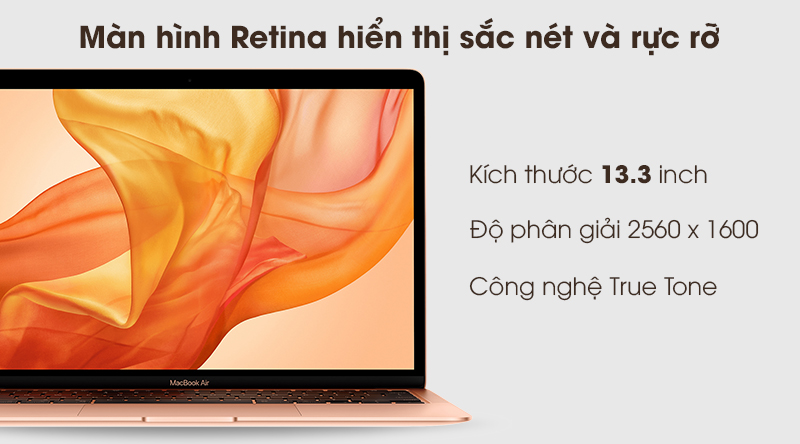 Màn hình Retina hiển thị sắc nét và rực rỡ
Kích thước 13.3 inch
Độ phân giải 2560 x 1600
Công nghệ True Tone
MacBook Air